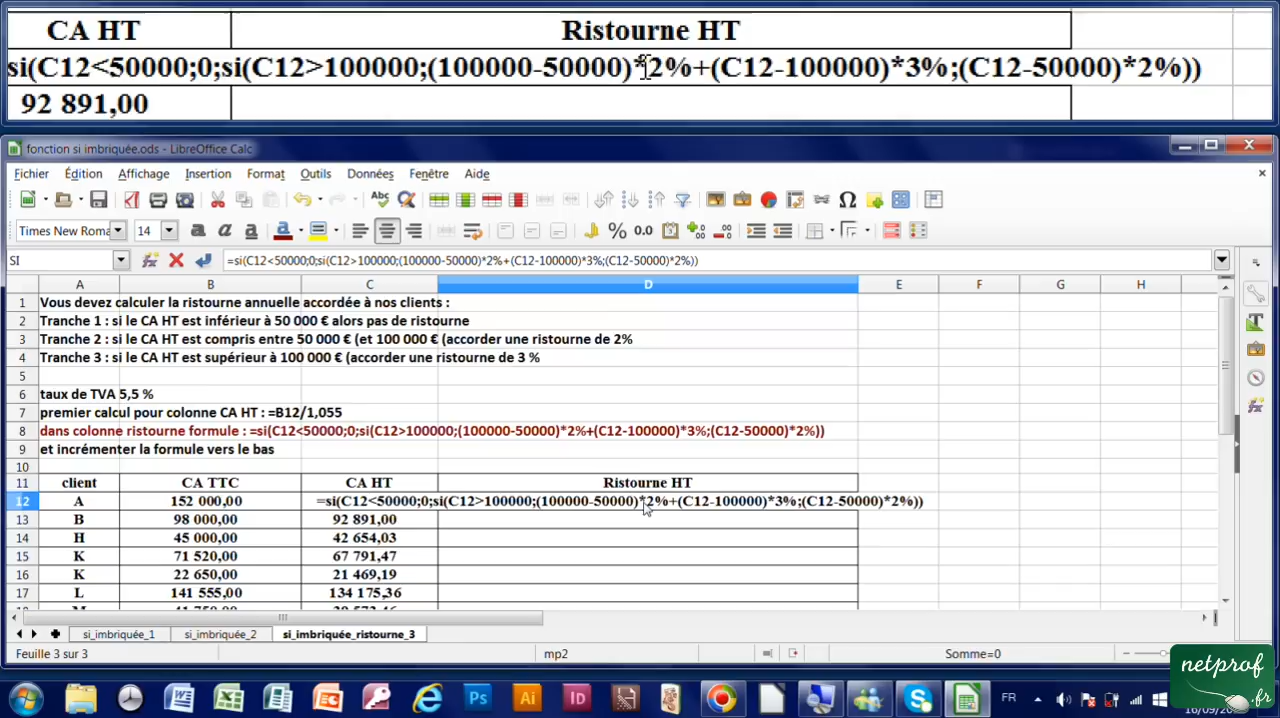 CA HT Ristourne HT
si(C12<50000;0;si(C12>100000;(100000-50000)*2%+(C12-100000)*3%;(C12-50000)*2%))
92 891,00
fonction si imbriquée.ods - LibreOffice Calc
Fichier Édition Affichage Insertion Format Outils Données Fenêtre Aide
Times New Roma 14
SI =si(C12<50000;0;si(C12>100000;(100000-50000)*2%+(C12-100000)*3%;(C12-50000)*2%))
A B C D E F G H
1 Vous devez calculer la ristourne annuelle accordée à nos clients :
2 Tranche 1 : si le CA HT est inférieur à 50 000 € alors pas de ristourne
3 Tranche 2 : si le CA HT est compris entre 50 000 € (et 100 000 € (accorder une ristourne de 2%
4 Tranche 3 : si le CA HT est supérieur à 100 000 € (accorder une ristourne de 3 %
5
6 taux de TVA 5,5 %
7 premier calcul pour colonne CA HT : =B12/1,055
8 dans colonne ristourne formule : =si(C12<50000;0;si(C12>100000;(100000-50000)*2%+(C12-100000)*3%;(C12-50000)*2%))
9 et incrémenter la formule vers le bas
10
11 client CA TTC CA HT Ristourne HT
12 A 152 000,00 =si(C12<50000;0;si(C12>100000;(100000-50000)*2%+(C12-100000)*3%;(C12-50000)*2%))
13 B 98 000,00 92 891,00
14 H 45 000,00 42 654,03
15 K 71 520,00 67 791,47
16 K 22 650,00 21 469,19
17 L 141 555,00 134 175,36
si_imbriquée_1 si_imbriquée_2 si_imbriquée_ristourne_3
Feuille 3 sur 3 mp2 Somme=0
netprof
.fr
FR